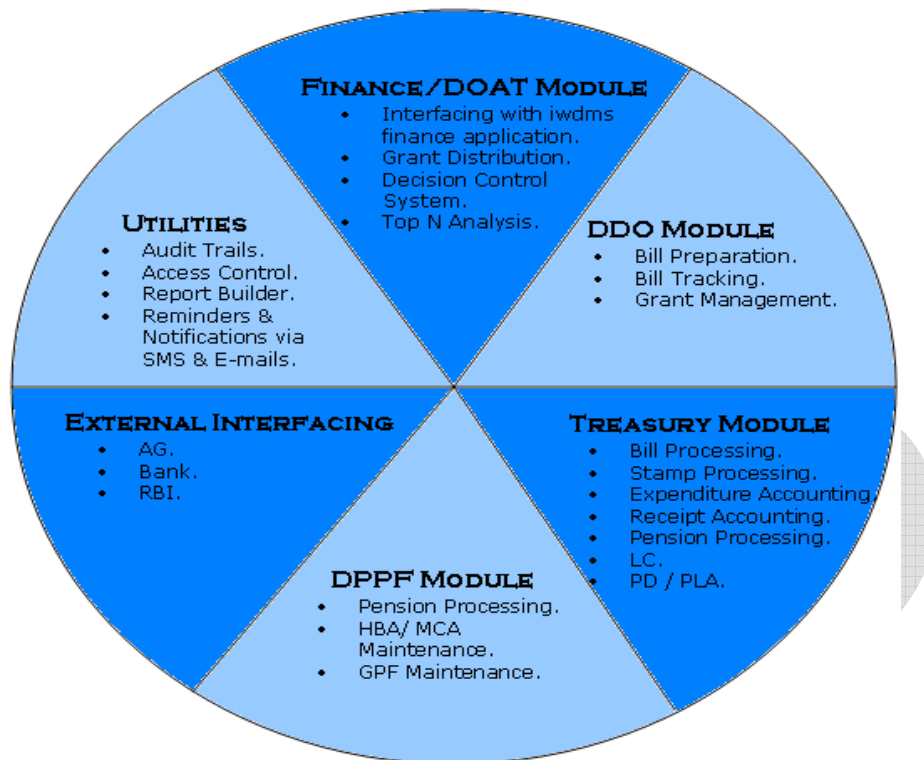 FINANCE/DOAT MODULE
• Interfacing with iwdms
finance application.
• Grant Distribution.
• Decision Control
System.
• Top N Analysis.
UTILITIES
• Audit Trails.
• Access Control.
• Report Builder.
• Reminders &
Notifications via
SMS & E-mails.
DDO MODULE
• Bill Preparation.
• Bill Tracking.
• Grant Management.
EXTERNAL INTERFACING
• AG.
• Bank.
• RBI.
TREASURY MODULE
• Bill Processing.
• Stamp Processing.
• Expenditure Accounting.
• Receipt Accounting.
• Pension Processing.
• LC.
• PD / PLA.
DPPF MODULE
• Pension Processing.
• HBA/ MCA
Maintenance.
• GPF Maintenance.